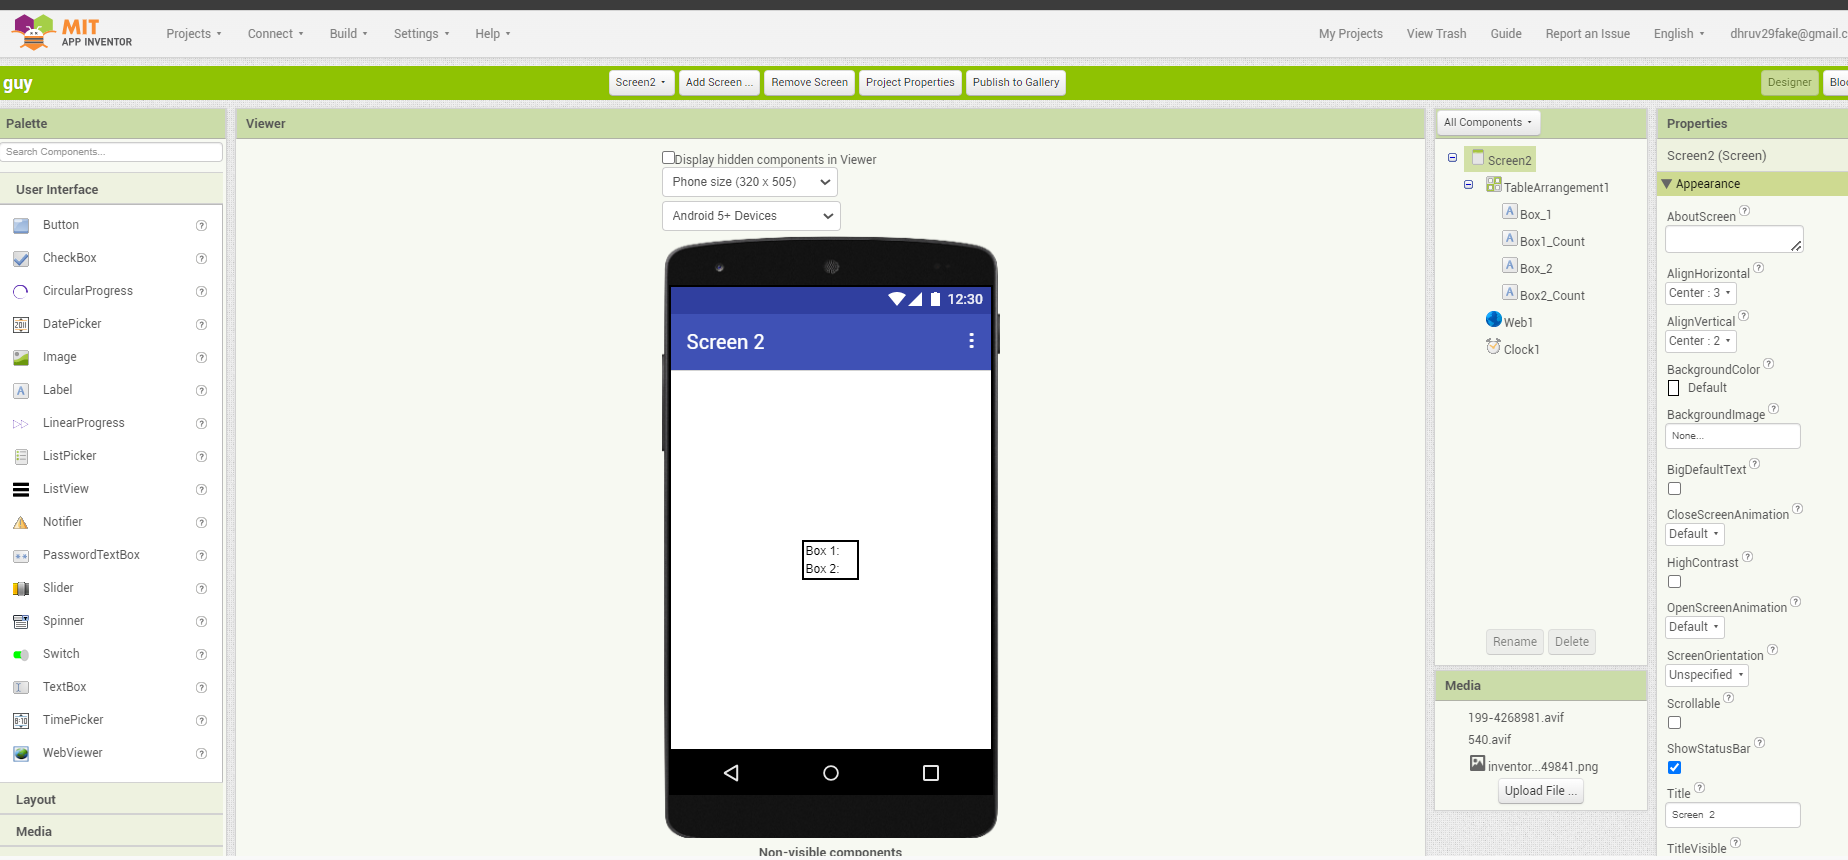 MIT
APP INVENTOR
Projects
Connect
Build
Settings
Help
My Projects
View Trash
Guide
Report an Issue
English
dhruv29fake@gmail.c
guy
Screen2
Add Screen ...
Remove Screen
Project Properties
Publish to Gallery
Designer
Bloc
Palette
Search Components...
User Interface
Button
CheckBox
CircularProgress
DatePicker
Image
Label
LinearProgress
ListPicker
ListView
Notifier
PasswordTextBox
Slider
Spinner
Switch
TextBox
TimePicker
WebViewer
Layout
Media
Viewer
Display hidden components in Viewer
Phone size (320 x 505)
Android 5+ Devices
12:30
Screen 2
Box 1:
Box 2:
Non-visible components
All Components
Screen2
TableArrangement1
Box_1
Box1_Count
Box_2
Box2_Count
Web1
Clock1
Rename
Delete
Media
199-4268981.avif
540.avif
inventor...49841.png
Upload File ...
Properties
Screen2 (Screen)
Appearance
AboutScreen
AlignHorizontal
Center : 3
AlignVertical
Center : 2
BackgroundColor
Default
BackgroundImage
None...
BigDefaultText
CloseScreenAnimation
Default
HighContrast
OpenScreenAnimation
Default
ScreenOrientation
Unspecified
Scrollable
ShowStatusBar
Title
Screen 2
TitleVisible